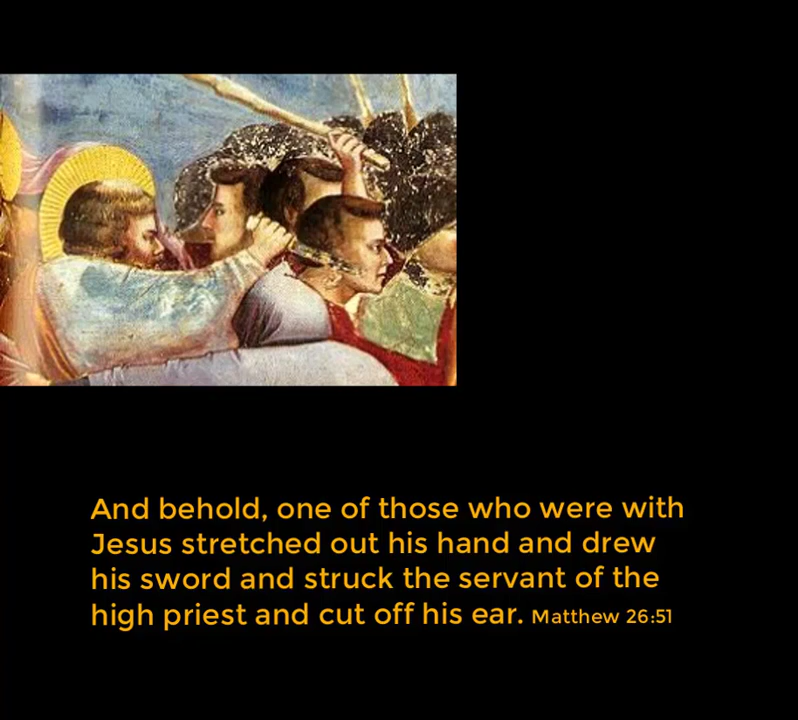 And behold, one of those who were with
Jesus stretched out his hand and drew
his sword and struck the servant of the
high priest and cut off his ear. Matthew 26:51